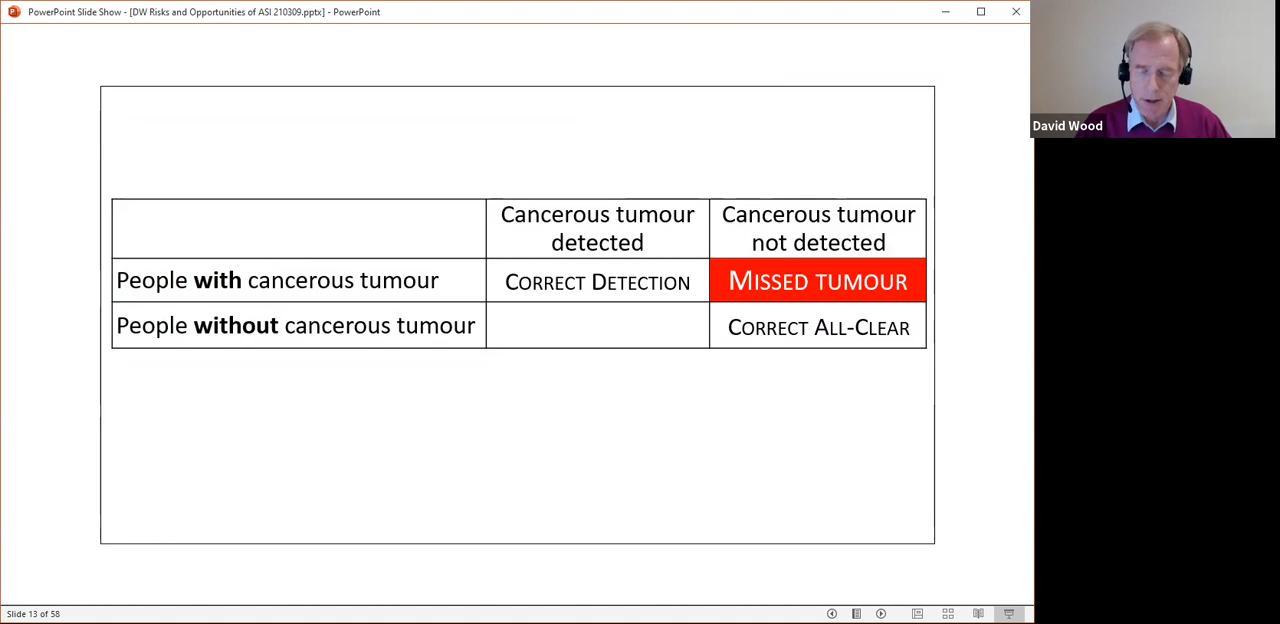 PowerPoint Slide Show - [DW Risks and Opportunities of ASI 210309.pptx] - PowerPoint
David Wood
Cancerous tumour detected
Cancerous tumour not detected
People with cancerous tumour
CORRECT DETECTION
MISSED TUMOUR
People without cancerous tumour
CORRECT ALL-CLEAR
Slide 13 of 58